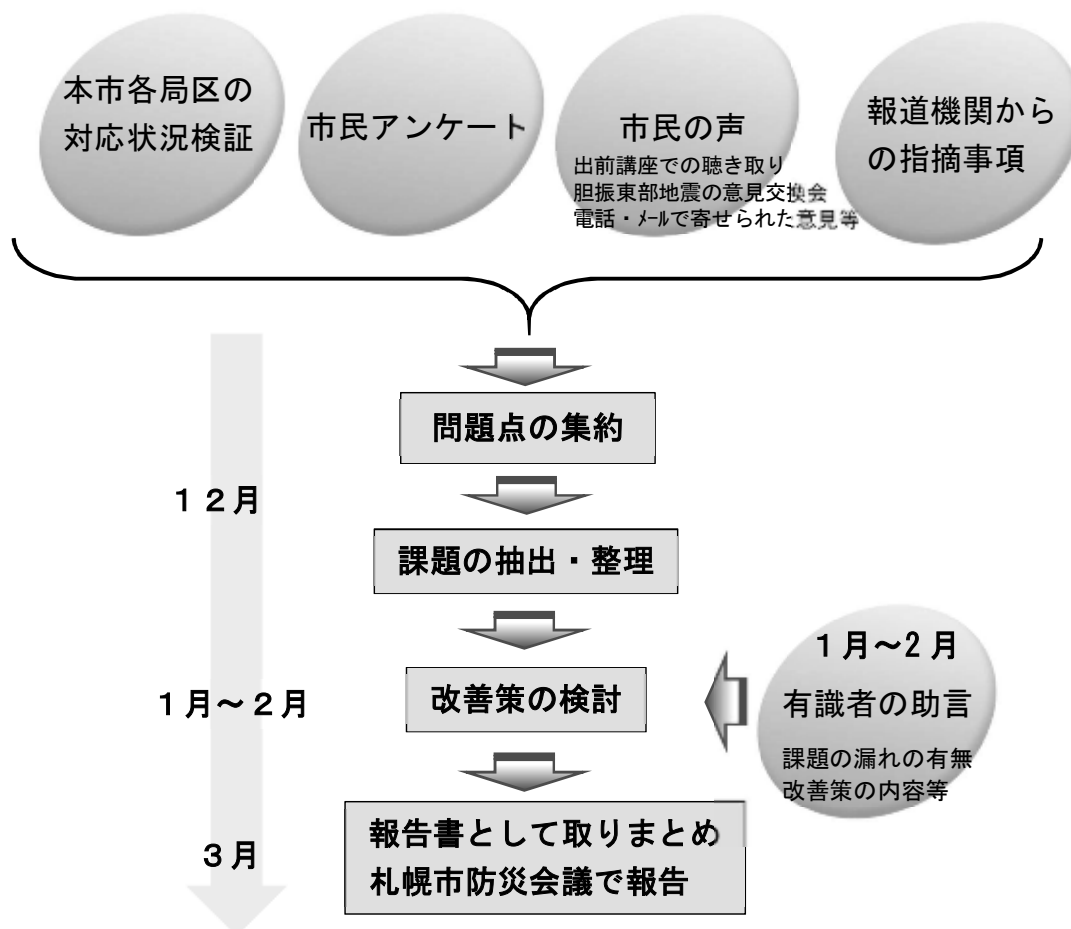 本市各局区の
対応状況検証
市民アンケート
市民の声
出前講座での聴き取り
胆振東部地震の意見交換会
電話・メールで寄せられた意見等
報道機関から
の指摘事項
問題点の集約
１２月
課題の抽出・整理
１月～２月
改善策の検討
１月～２月
有識者の助言
課題の漏れの有無
改善策の内容等
３月
報告書として取りまとめ
札幌市防災会議で報告